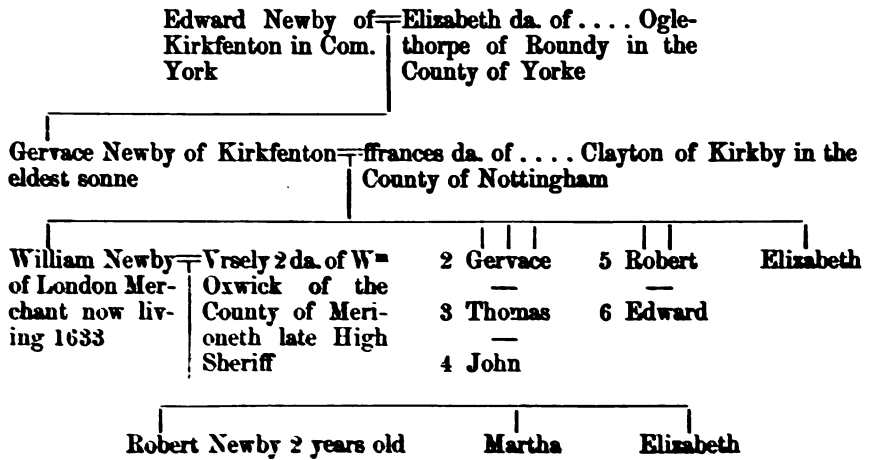 Edward Newby of Kirkfenton in Com. York
Elizabeth da. of .... Ogle-
thorpe of Roundy in the
County of Yorke
Gervace Newby of Kirkfenton
eldest sonne
ffrances da. of .... Clayton of Kirkby in the
County of Nottingham
William Newby
of London Mer-
chant now liv-
ing 1633
Vrsely 2 da. of Wm
Oxwick of the
County of Meri-
oneth late High
Sheriff
2 Gervace
3 Thomas
4 John
5 Robert
6 Edward
Elizabeth
Robert Newby 2 years old
Martha
Elizabeth